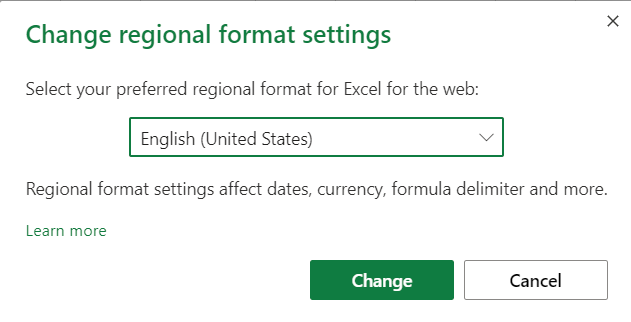 Change regional format settings
Select your preferred regional format for Excel for the web:
English (United States)
Regional format settings affect dates, currency, formula delimiter and more.
Learn more
Change Cancel